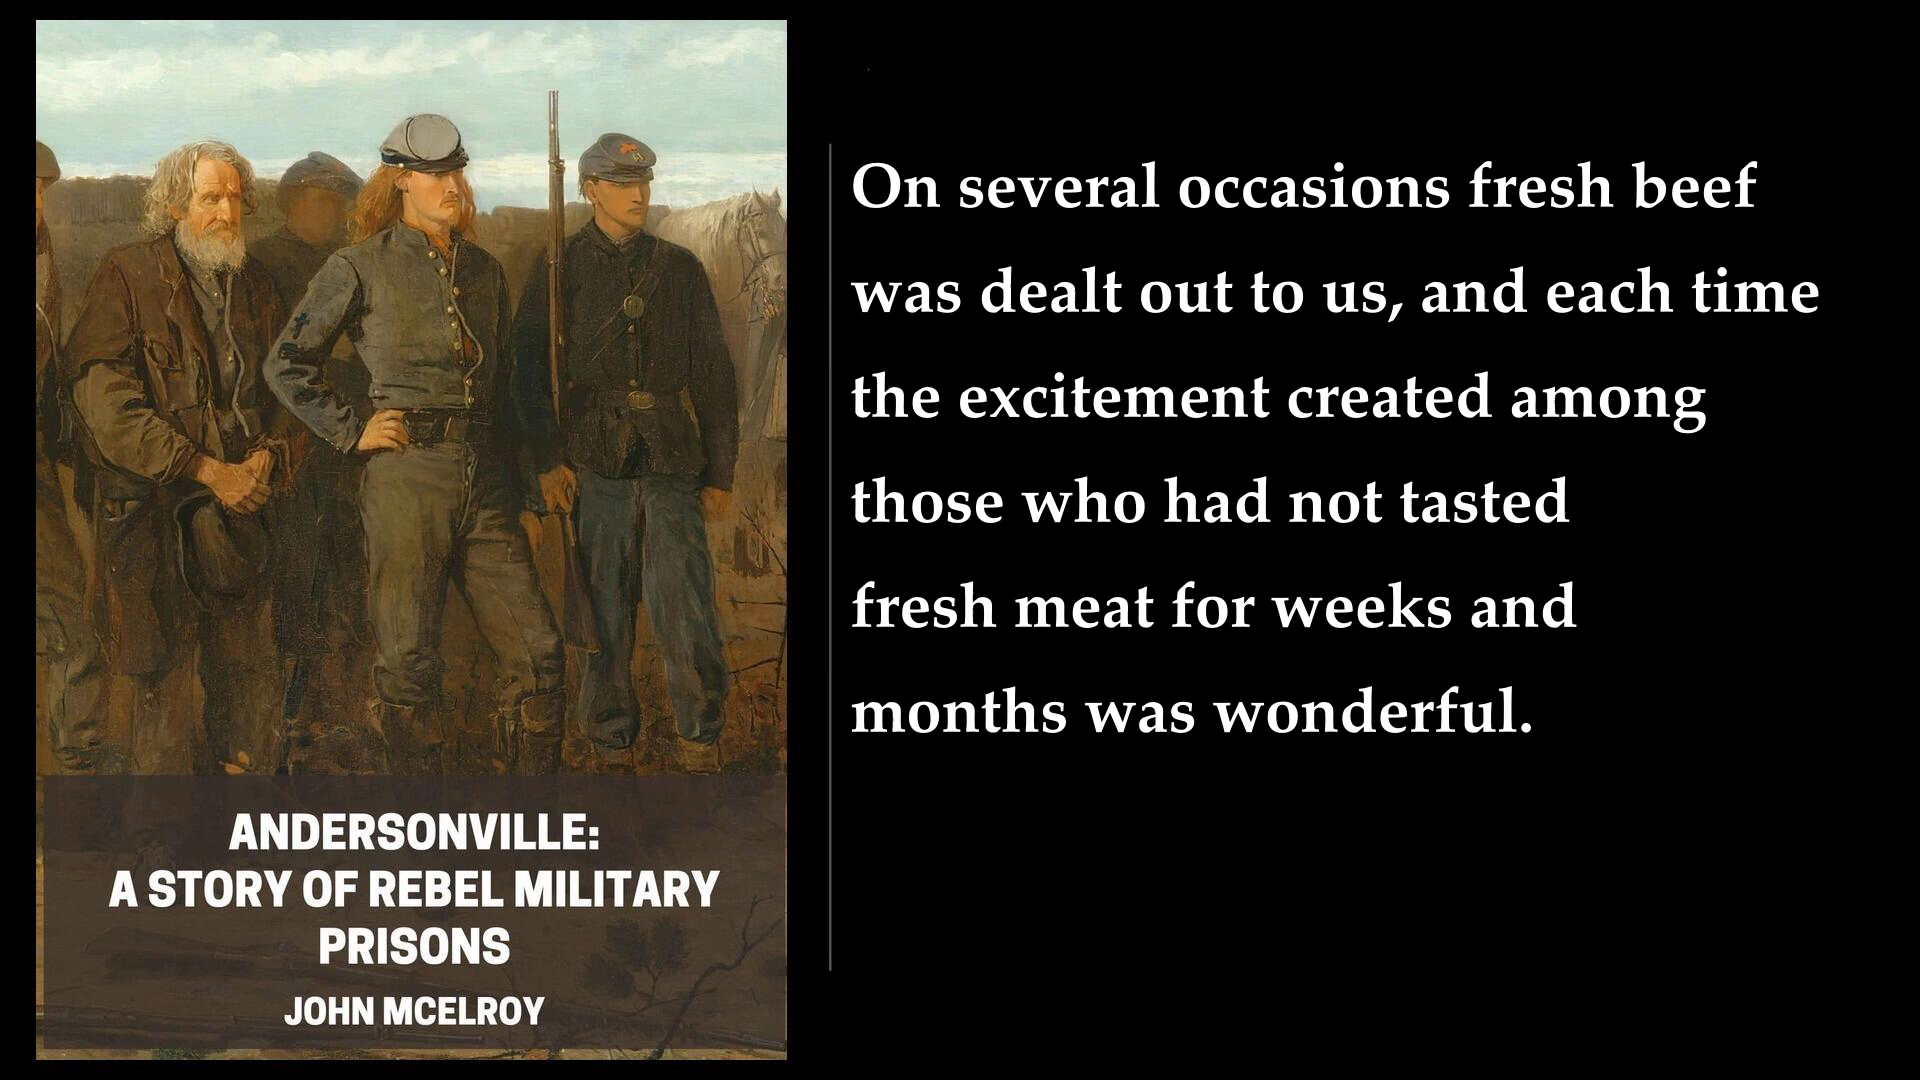 On several occasions fresh beef
was dealt out to us, and each time
the excitement created among
those who had not tasted
fresh meat for weeks and
months was wonderful.
ANDERSONVILLE:
A STORY OF REBEL MILITARY
PRISONS
JOHN MCELROY